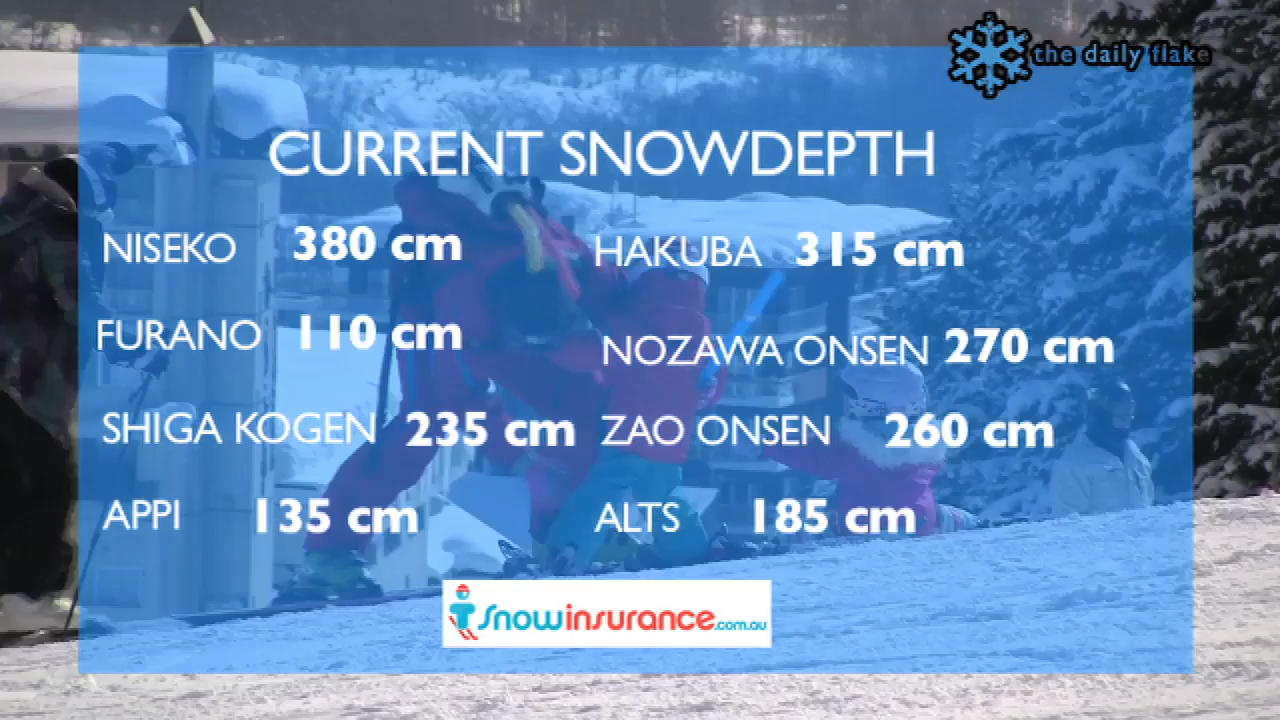 the daily flake
CURRENT SNOWDEPTH
NISEKO 380 cm
HAKUBA 315 cm
FURANO 110 cm
NOZAWA ONSEN 270 cm
SHIGA KOGEN 235 cm
ZAO ONSEN 260 cm
APPI 135 cm
ALTS 185 cm
snowinsurance.com.au